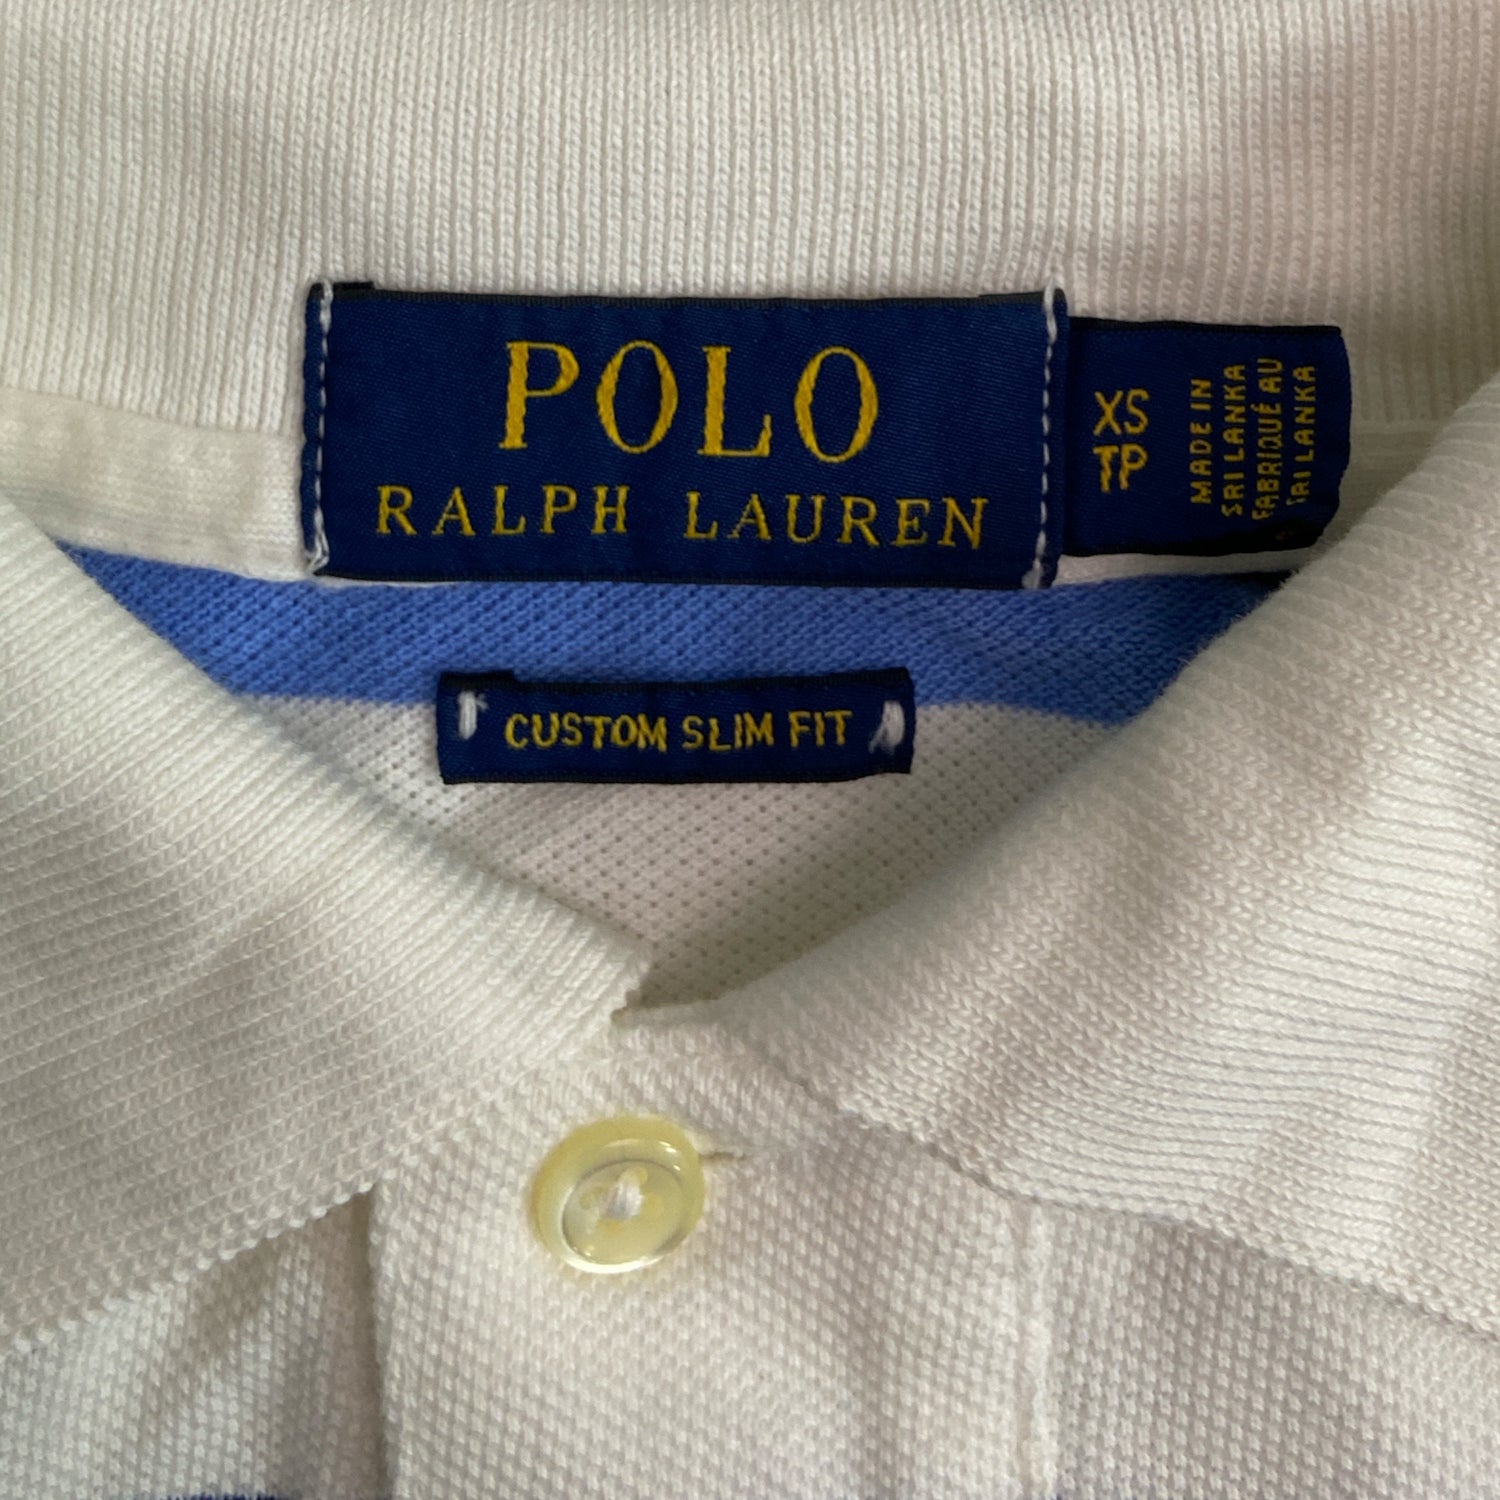 POLO
RALPH LAUREN
XS
TP
MADE IN
SRI LANKA
FABRIQUÉ AU
SRI LANKA
CUSTOM SLIM FIT